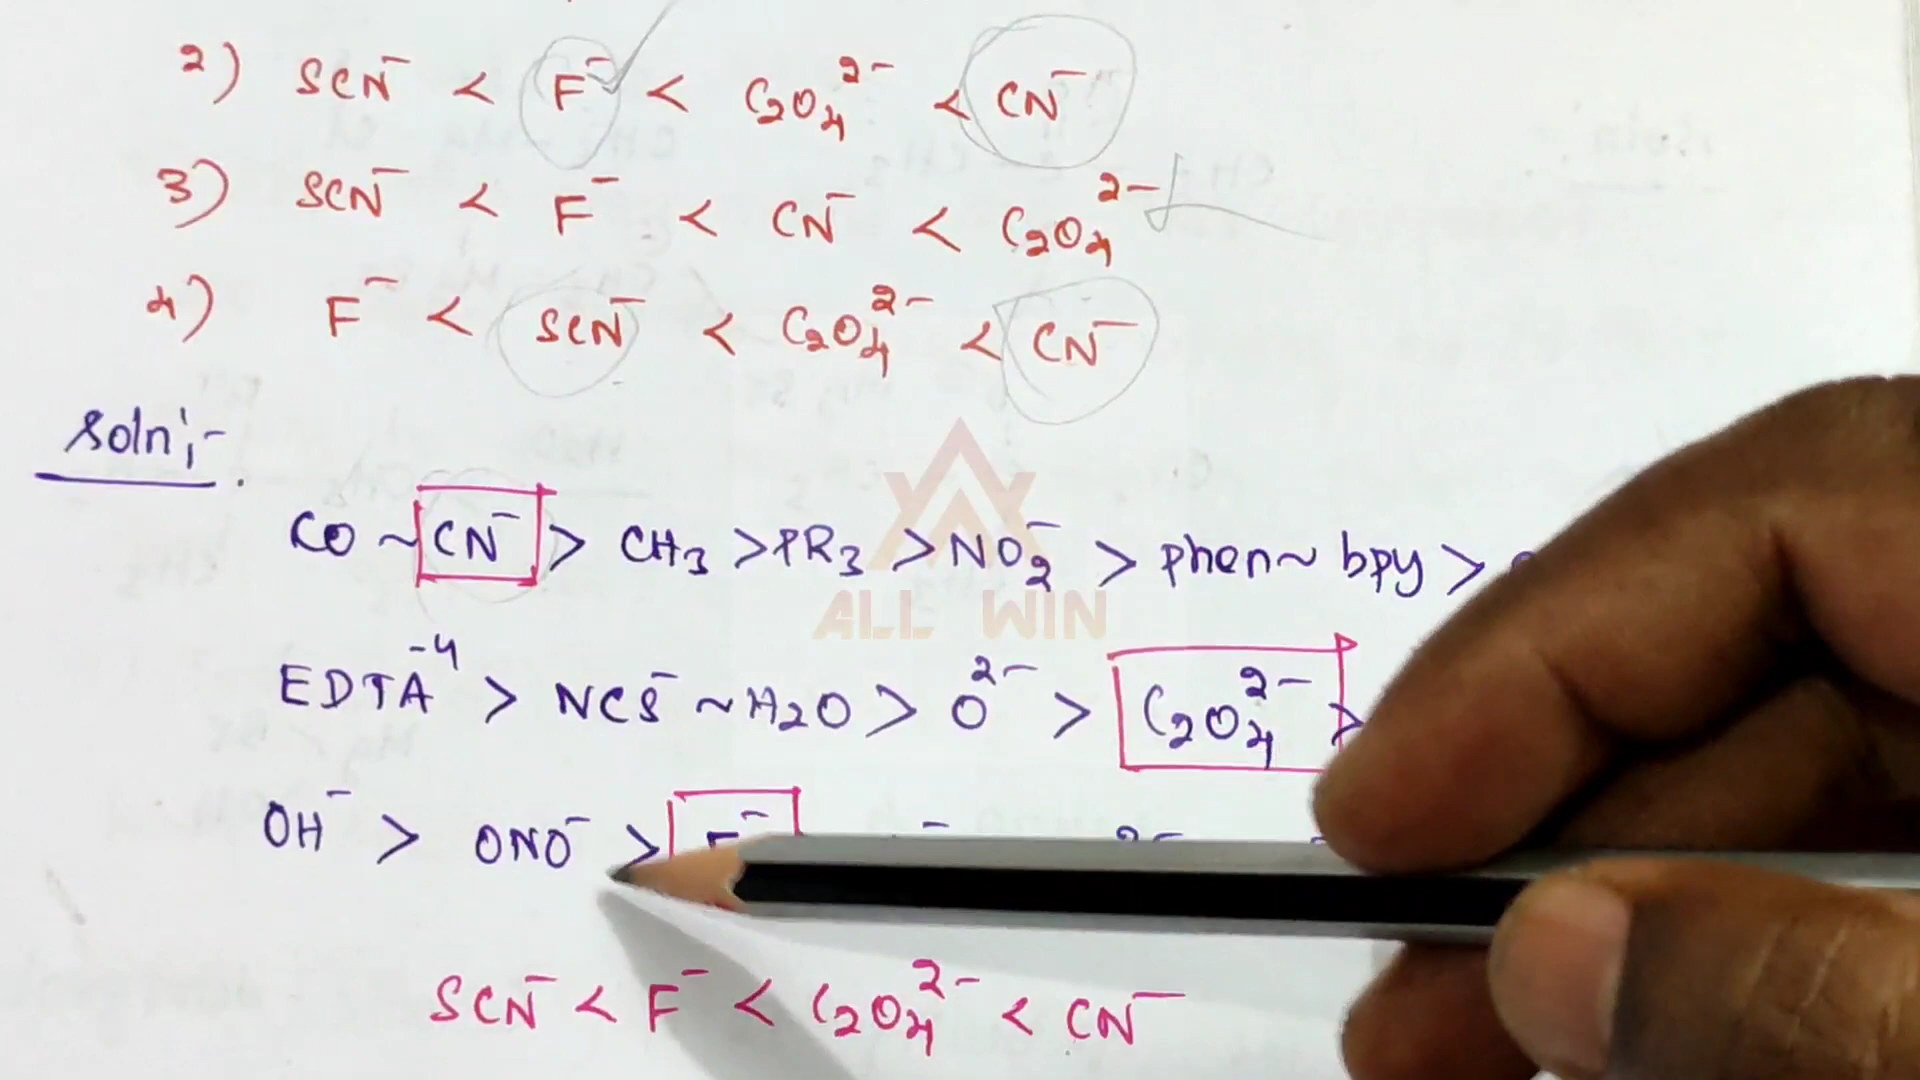 2) SCN⁻ < F⁻ < C₂O₄²⁻ < CN⁻
3) SCN⁻ < F⁻ < CN⁻ < C₂O₄²⁻
4) F⁻ < SCN⁻ < C₂O₄²⁻ < CN⁻
Soln:-
CO ~ CN⁻ > CH₃ > PR₃ > NO₂⁻ > phen ~ bpy >
ALL WIN
EDTA⁻⁴ > NCS⁻ ~ H₂O > O²⁻ > C₂O₄²⁻ >
OH⁻ > ONO⁻ > F⁻
SCN⁻ < F⁻ < C₂O₄²⁻ < CN⁻